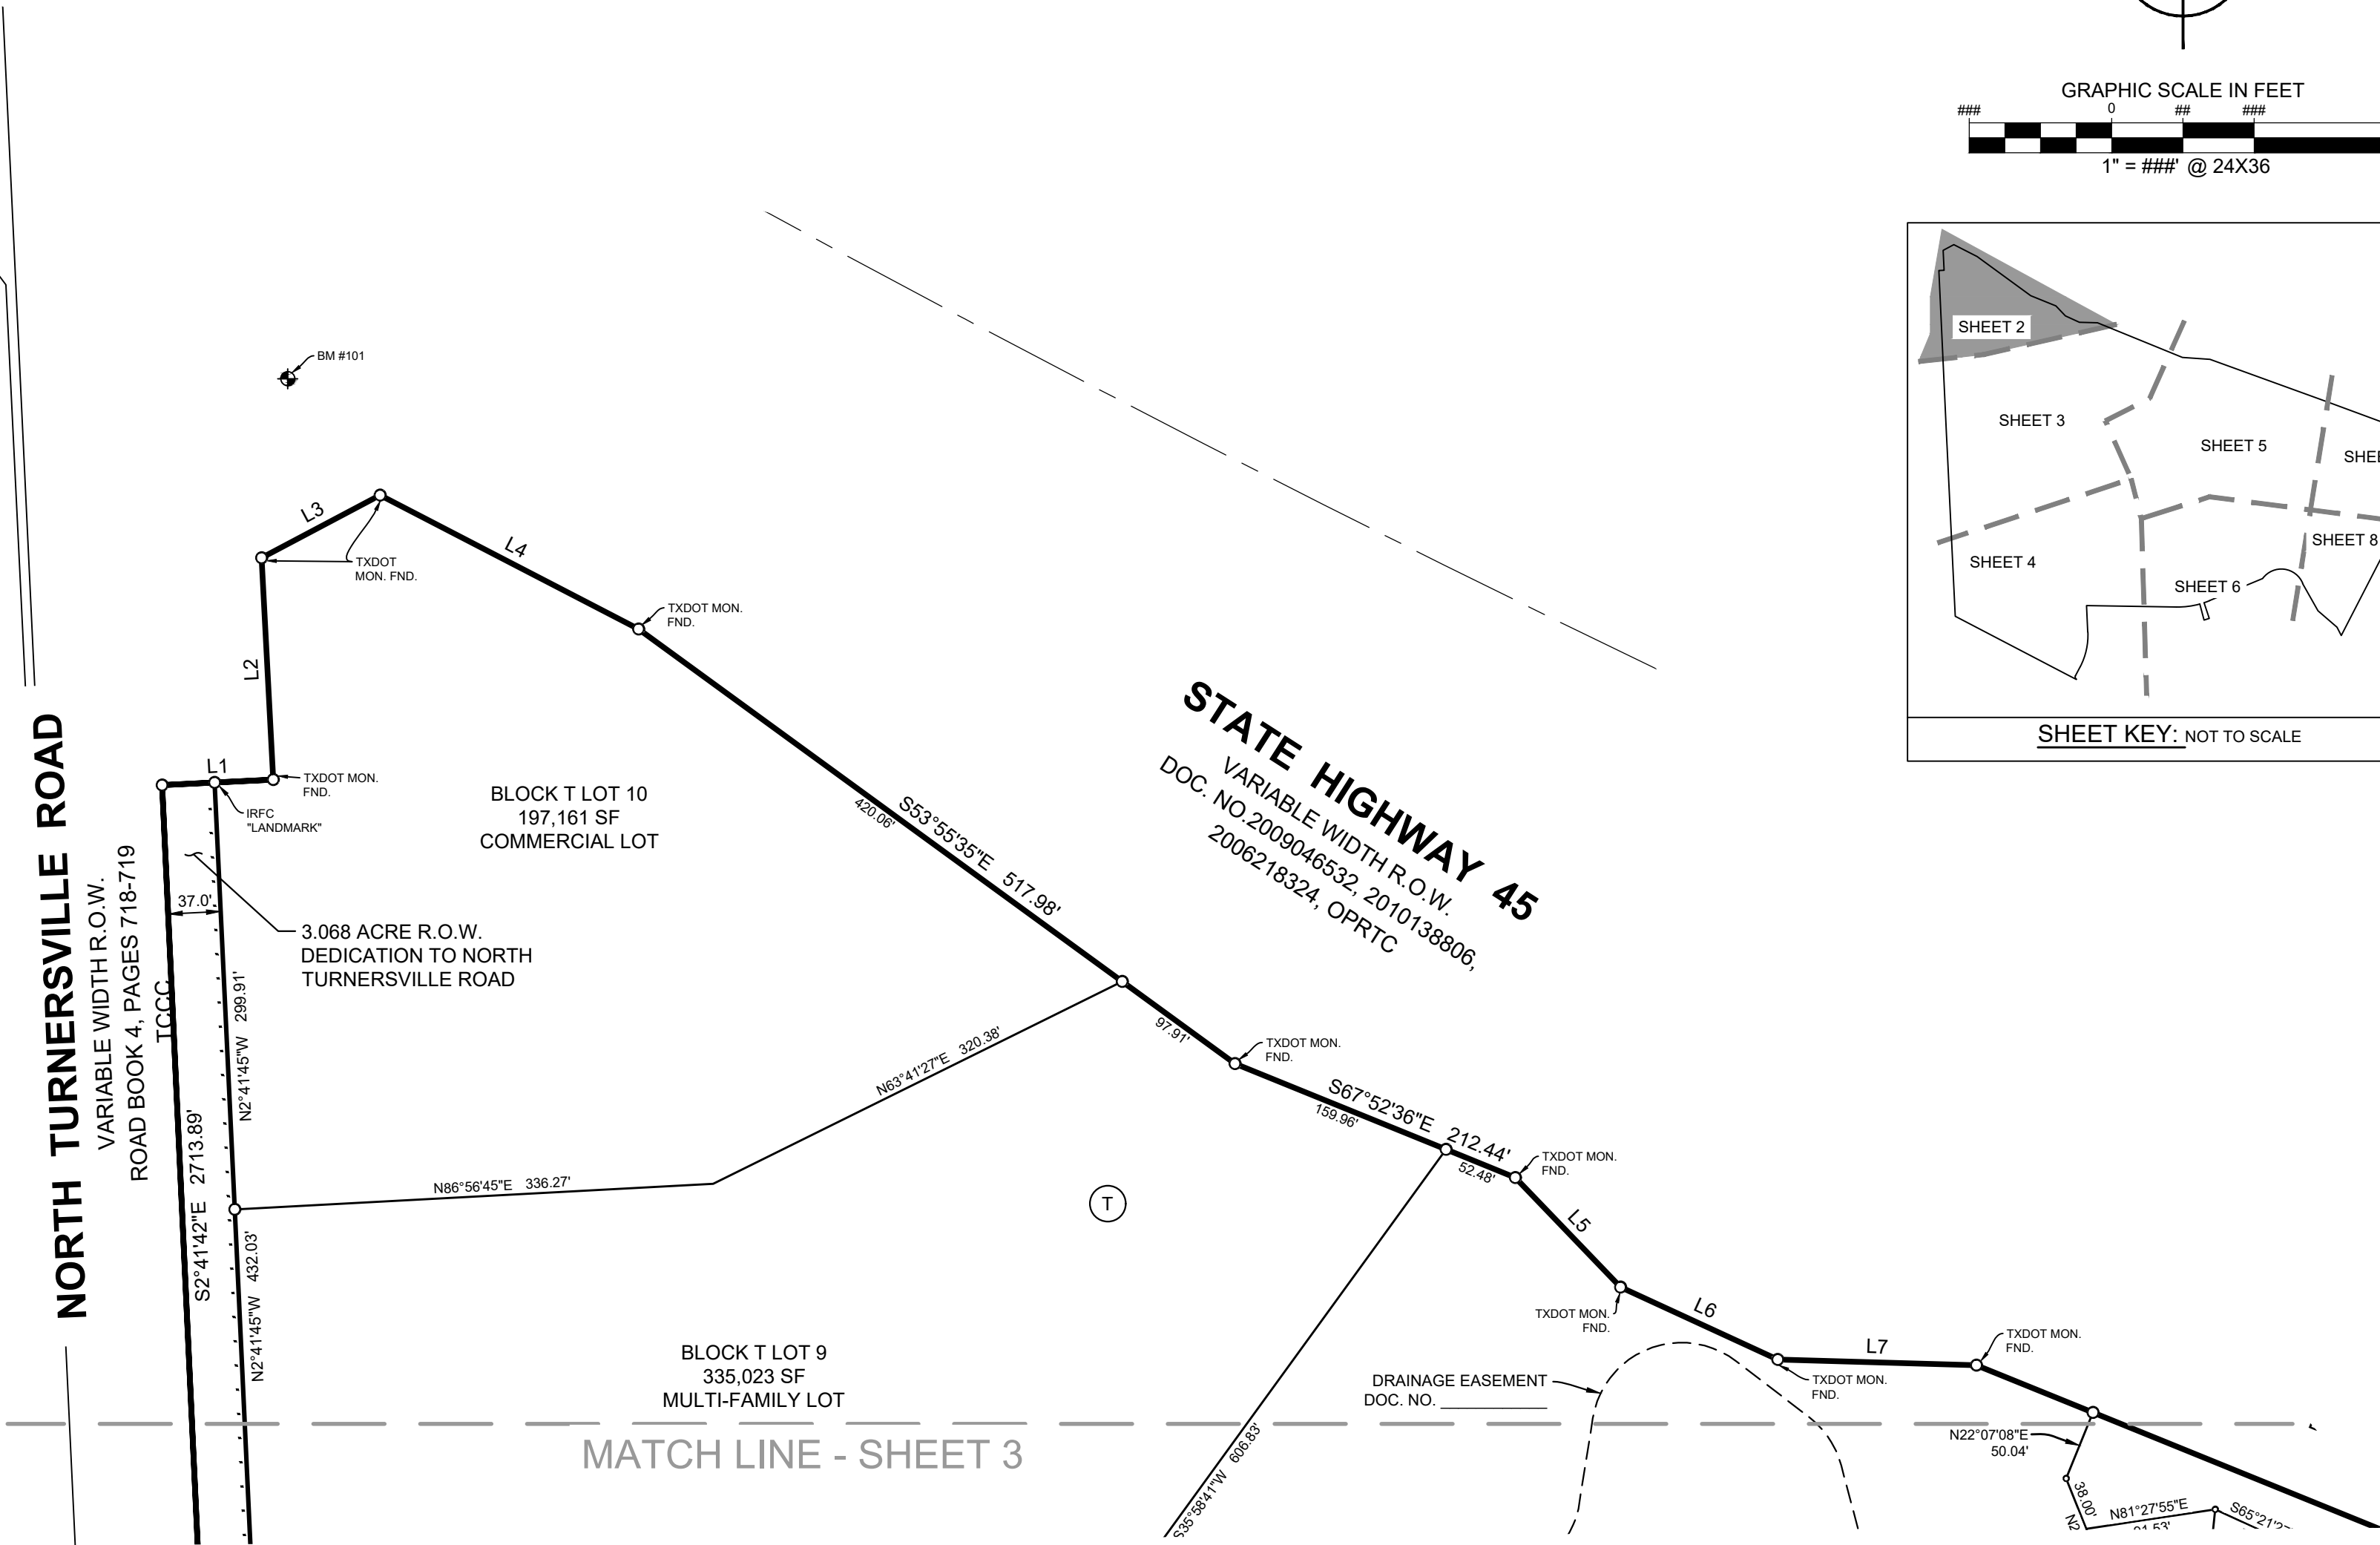 GRAPHIC SCALE IN FEET
### 0 ## ###
1" = ###' @ 24X36
SHEET 2
SHEET 3
SHEET 5
SHEET 4
SHEET 6
SHEET 8
SHEET KEY: NOT TO SCALE
BM #101
L3
L4
TXDOT
MON. FND.
TXDOT MON.
FND.
L2
L1
TXDOT MON.
FND.
IRFC
"LANDMARK"
BLOCK T LOT 10
197,161 SF
COMMERCIAL LOT
37.0'
3.068 ACRE R.O.W.
DEDICATION TO NORTH
TURNERSVILLE ROAD
NORTH TURNERSVILLE ROAD
VARIABLE WIDTH R.O.W.
ROAD BOOK 4, PAGES 718-719
TCCC
S2°41'42"E 2713.89'
N2°41'45"W 299.91'
N2°41'45"W 432.03'
S53°55'35"E 517.98'
420.06'
97.91'
STATE HIGHWAY 45
VARIABLE WIDTH R.O.W.
DOC. NO.2009046532, 2010138806,
2006218324, OPRTC
N63°41'27"E 320.38'
N86°56'45"E 336.27'
TXDOT MON.
FND.
S67°52'36"E 212.44'
159.96'
52.48'
TXDOT MON.
FND.
T
L5
TXDOT MON.
FND.
L6
L7
TXDOT MON.
FND.
TXDOT MON.
FND.
BLOCK T LOT 9
335,023 SF
MULTI-FAMILY LOT
DRAINAGE EASEMENT
DOC. NO. ____________
MATCH LINE - SHEET 3
S35°58'41"W 606.83'
N22°07'08"E
50.04'
38.00'
N81°27'55"E